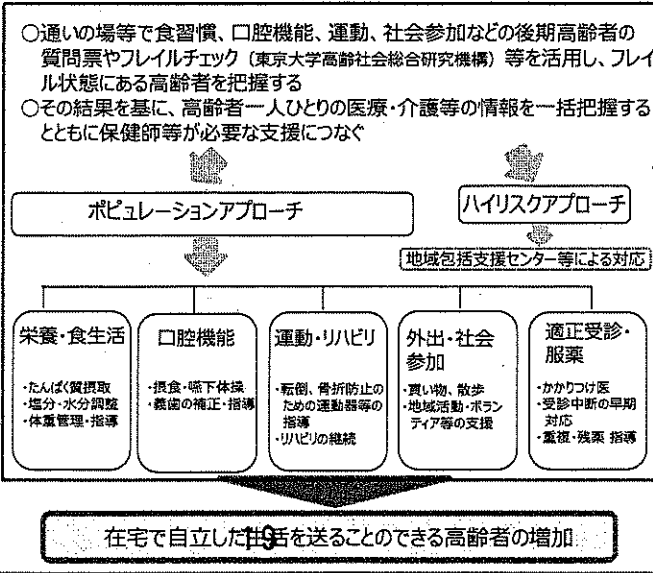 ○通いの場等で食習慣、口腔機能、運動、社会参加などの後期高齢者の
質問票やフレイルチェック（東京大学高齢社会総合研究機構）等を活用し、フレイ
ル状態にある高齢者を把握する
○その結果を基に、高齢者一人ひとりの医療・介護等の情報を一括把握する
とともに保健師等が必要な支援につなぐ
ポピュレーションアプローチ
ハイリスクアプローチ
地域包括支援センター等による対応
栄養・食生活
・たんぱく質摂取
・塩分・水分調整
・体重管理・指導
口腔機能
・摂食・嚥下体操
・義歯の補正・指導
運動・リハビリ
・転倒、骨折防止の
ための運動器等の
指導
・リハビリの継続
外出・社会
参加
・買い物、散歩
・地域活動・ボラン
ティア等の支援
適正受診・
服薬
・かかりつけ医
・受診中断の早期
対応
・重複・残薬 指導
在宅で自立した生活を送ることのできる高齢者の増加
19